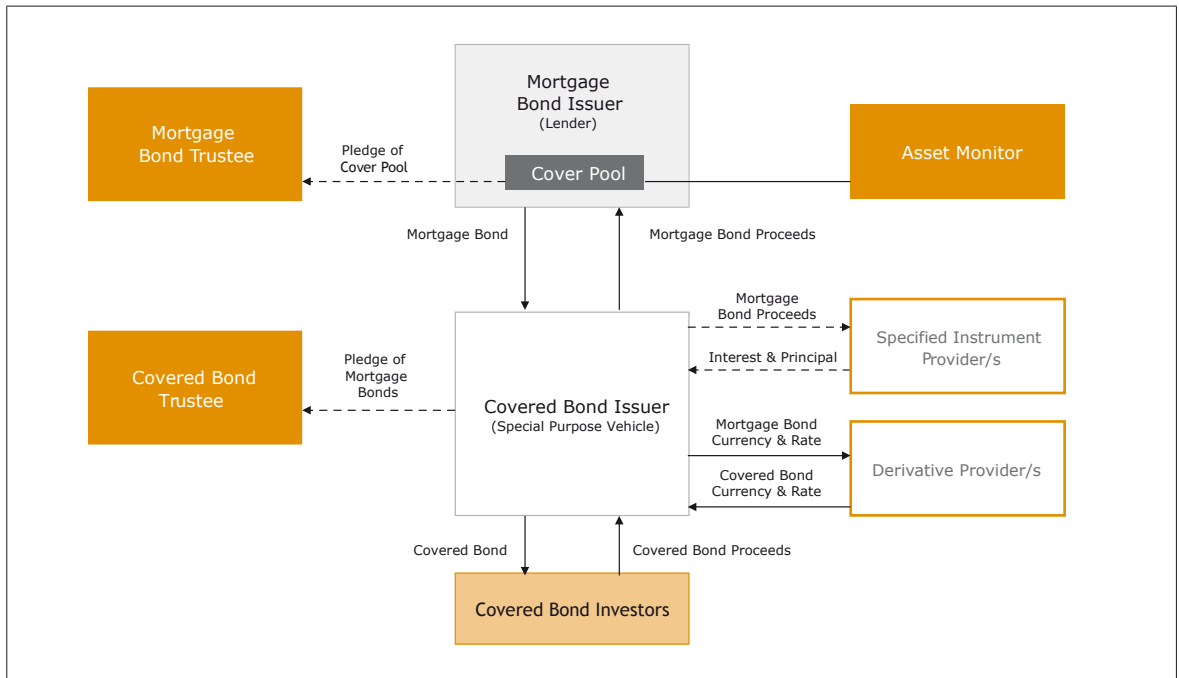 Mortgage
Bond Issuer
(Lender)
Mortgage
Bond Trustee
Pledge of
Cover Pool
Cover Pool
Asset Monitor
Mortgage Bond
Mortgage Bond Proceeds
Mortgage
Bond Proceeds
Specified Instrument
Provider/s
Interest & Principal
Covered Bond
Trustee
Pledge of
Mortgage
Bonds
Covered Bond Issuer
(Special Purpose Vehicle)
Mortgage Bond
Currency & Rate
Derivative Provider/s
Covered Bond
Currency & Rate
Covered Bond
Covered Bond Proceeds
Covered Bond Investors